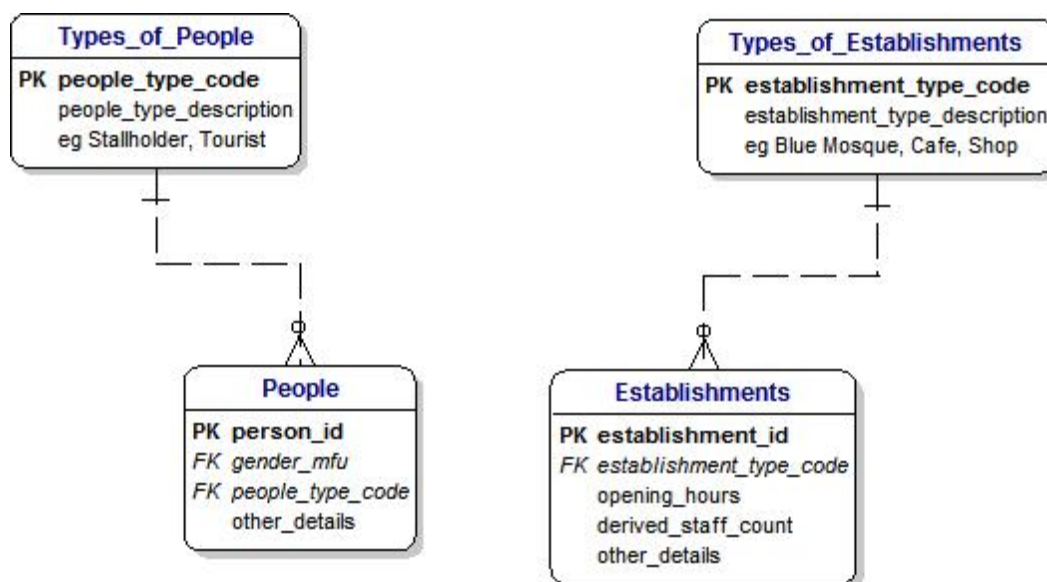 Types_of_People
PK people_type_code
people_type_description
eg Stallholder, Tourist
Types_of_Establishments
PK establishment_type_code
establishment_type_description
eg Blue Mosque, Cafe, Shop
People
PK person_id
FK gender_mfu
FK people_type_code
other_details
Establishments
PK establishment_id
FK establishment_type_code
opening_hours
derived_staff_count
other_details